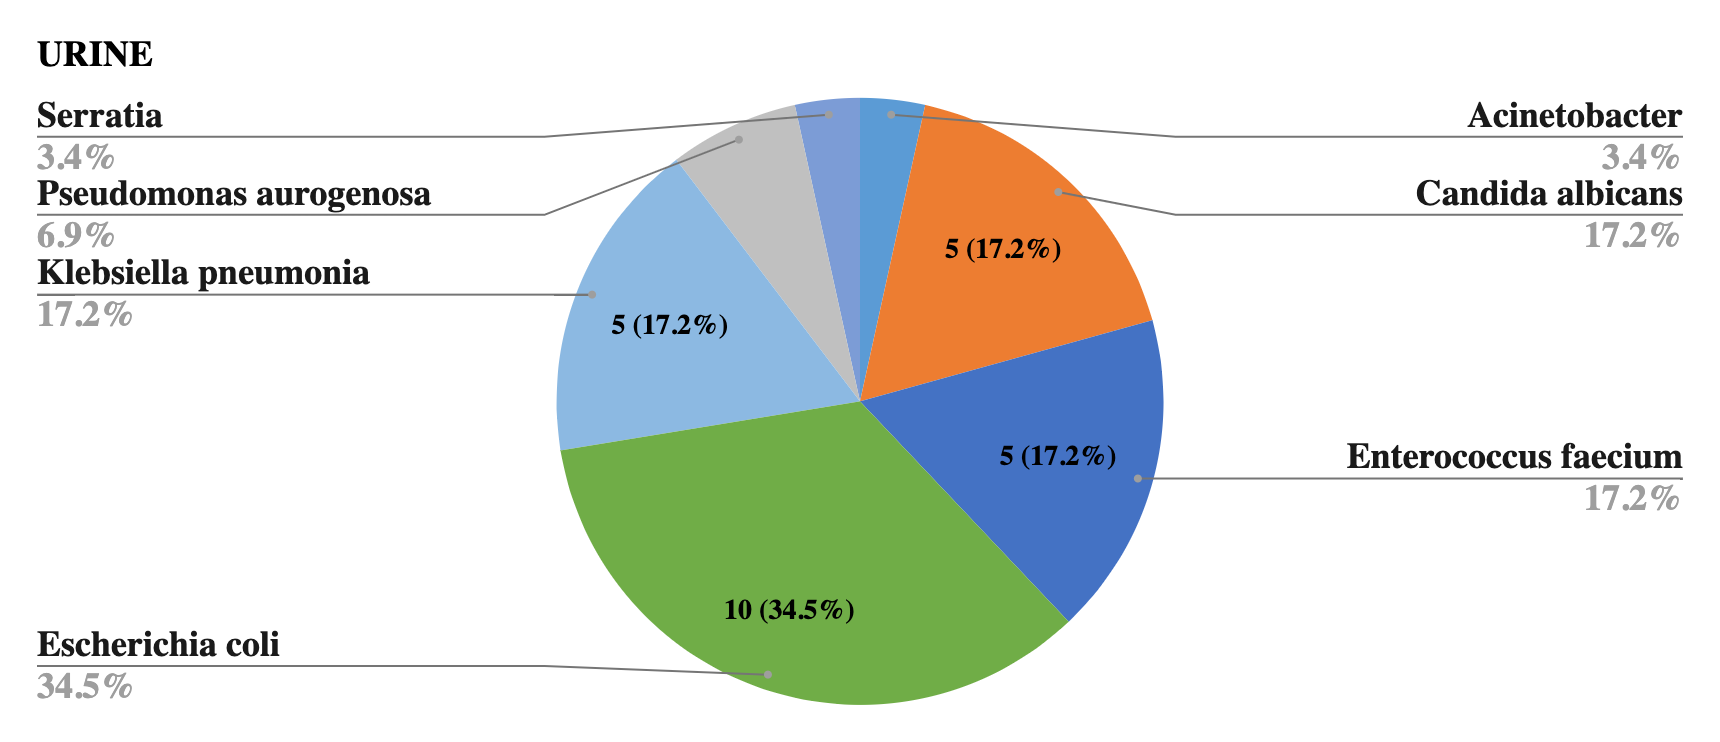 URINE
Serratia
3.4%
Pseudomonas aurogenosa
6.9%
Klebsiella pneumonia
17.2%
Escherichia coli
34.5%
Acinetobacter
3.4%
Candida albicans
17.2%
Enterococcus faecium
17.2%
5 (17.2%)
5 (17.2%)
5 (17.2%)
10 (34.5%)